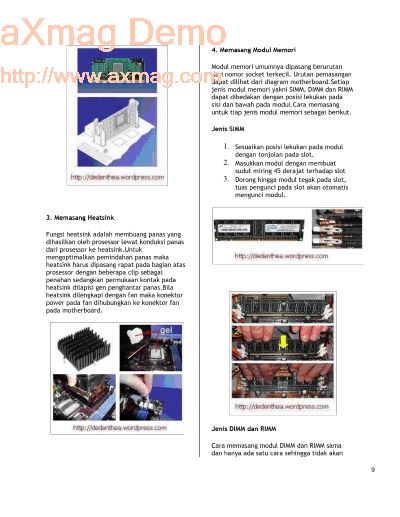 aXmag Demo
http://www.axmag.com
http://dedenthea.wordpress.com
3. Memasang Heatsink
Fungsi heatsink adalah membuang panas yang
dihasilkan oleh prosessor lewat konduksi panas
dari prosessor ke heatsink.Untuk
mengoptimalkan pemindahan panas maka
heatsink harus dipasang rapat pada bagian atas
prosessor dengan beberapa clip sebagai
penahan sedangkan permukaan kontak pada
heatsink dilapisi gen penghantar panas.Bila
heatsink dilengkapi dengan fan maka konektor
power pada fan dihubungkan ke konektor fan
pada motherboard.
gel
http://dedenthea.wordpress.com
4. Memasang Modul Memori
Modul memori umumnya dipasang berurutan
dari nomor socket terkecil. Urutan pemasangan
dapat dilihat dari diagram motherboard.Setiap
jenis modul memori yakni SIMM, DIMM dan RIMM
dapat dibedakan dengan posisi lekukan pada
sisi dan bawah pada modul.Cara memasang
untuk tiap jenis modul memori sebagai berikut.
Jenis SIMM
1. Sesuaikan posisi lekukan pada modul
dengan tonjolan pada slot.
2. Masukkan modul dengan membuat
sudut miring 45 derajat terhadap slot
3. Dorong hingga modul tegak pada slot,
tuas pengunci pada slot akan otomatis
mengunci modul.
http://dedenthea.wordpress.com
http://dedenthea.wordpress.com
Jenis DIMM dan RIMM
Cara memasang modul DIMM dan RIMM sama
dan hanya ada satu cara sehingga tidak akan
9